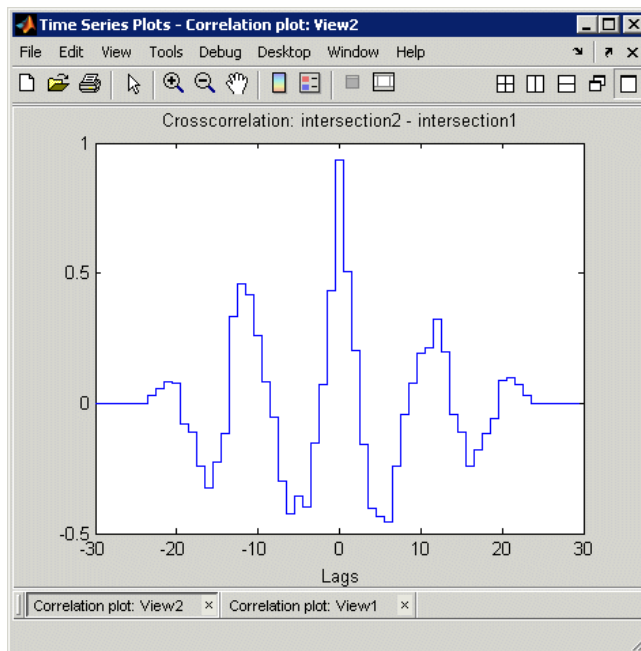 Time Series Plots - Correlation plot: View2
File Edit View Tools Debug Desktop Window Help
Crosscorrelation: intersection2 - intersection1
1
0.5
0
-0.5
-30 -20 -10 0 10 20 30
Lags
Correlation plot: View2 Correlation plot: View1